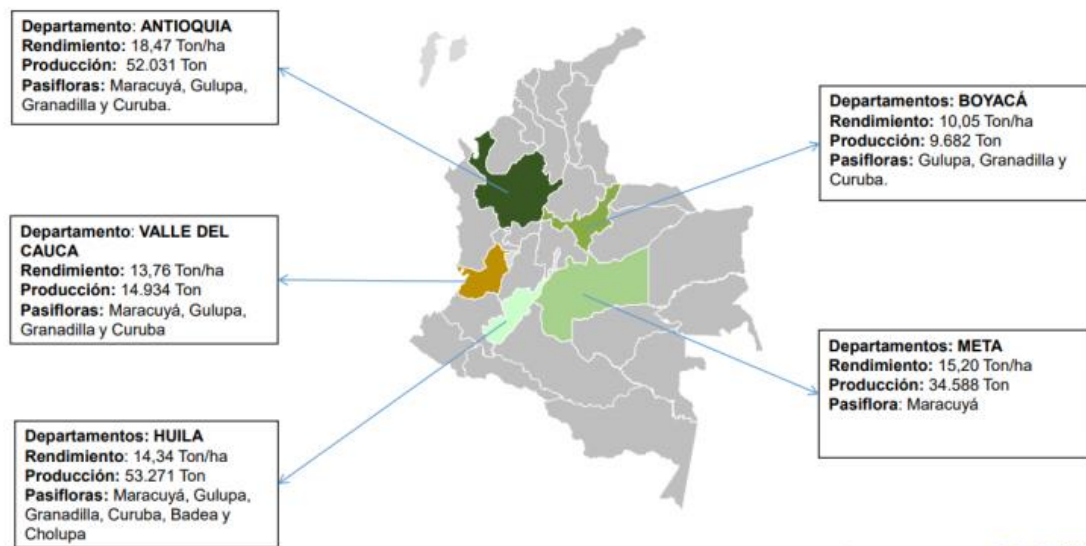 Departamento: ANTIOQUIA
Rendimiento: 18,47 Ton/ha
Producción: 52.031 Ton
Pasifloras: Maracuyá, Gulupa,
Granadilla y Curuba.
Departamentos: BOYACÁ
Rendimiento: 10,05 Ton/ha
Producción: 9.682 Ton
Pasifloras: Gulupa, Granadilla y
Curuba.
Departamento: VALLE DEL
CAUCA
Rendimiento: 13,76 Ton/ha
Producción: 14.934 Ton
Pasifloras: Maracuyá, Gulupa,
Granadilla y Curuba
Departamentos: META
Rendimiento: 15,20 Ton/ha
Producción: 34.588 Ton
Pasiflora: Maracuyá
Departamentos: HUILA
Rendimiento: 14,34 Ton/ha
Producción: 53.271 Ton
Pasifloras: Maracuyá, Gulupa,
Granadilla, Curuba, Badea y
Cholupa